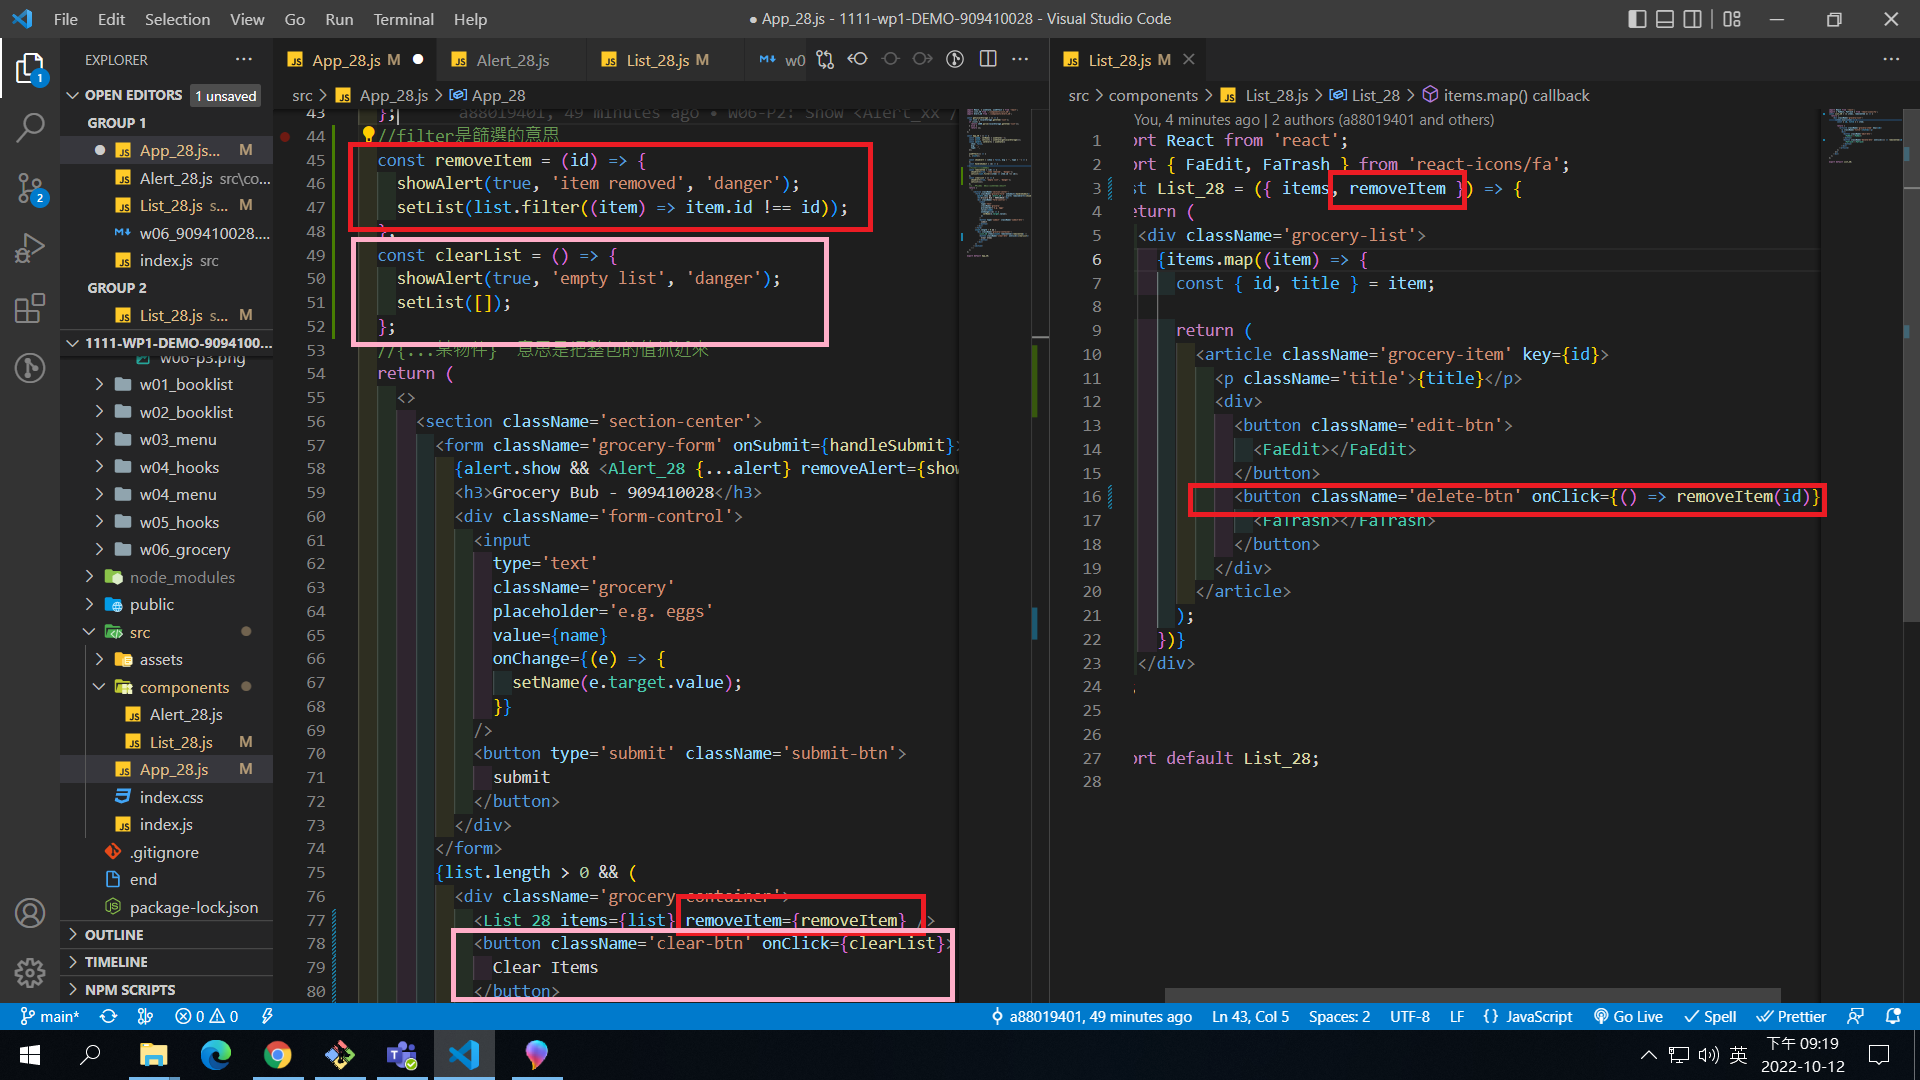 File Edit Selection View Go Run Terminal Help
● App_28.js - 1111-wp1-DEMO-909410028 - Visual Studio Code
EXPLORER
OPEN EDITORS 1 unsaved
GROUP 1
App_28.js... M
Alert_28.js src\co...
List_28.js s... M
w06_909410028....
index.js src
GROUP 2
List_28.js s... M
1111-WP1-DEMO-9094100...
w06-p3.png
w01_booklist
w02_booklist
w03_menu
w04_hooks
w04_menu
w05_hooks
w06_grocery
node_modules
public
src
assets
components
Alert_28.js
List_28.js M
App_28.js M
index.css
index.js
.gitignore
end
package-lock.json
OUTLINE
TIMELINE
NPM SCRIPTS
App_28.js M
Alert_28.js
List_28.js M
w0
src > App_28.js > App_28
43 }; a88019401, 49 minutes ago • W06-P2: Show <Alert_xx /
44 //filter是篩選的意思
45 const removeItem = (id) => {
46 showAlert(true, 'item removed', 'danger');
47 setList(list.filter((item) => item.id !== id));
48 };
49 const clearList = () => {
50 showAlert(true, 'empty list', 'danger');
51 setList([]);
52 };
53 //{...某物件} 意思是把整包的值抓近來
54 return (
55 <>
56 <section className='section-center'>
57 <form className='grocery-form' onSubmit={handleSubmit}>
58 {alert.show && <Alert_28 {...alert} removeAlert={show
59 <h3>Grocery Bub - 909410028</h3>
60 <div className='form-control'>
61 <input
62 type='text'
63 className='grocery'
64 placeholder='e.g. eggs'
65 value={name}
66 onChange={(e) => {
67 setName(e.target.value);
68 }}
69 />
70 <button type='submit' className='submit-btn'>
71 submit
72 </button>
73 </div>
74 </form>
75 {list.length > 0 && (
76 <div className='grocery-container'>
77 <List_28 items={list} removeItem={removeItem} />
78 <button className='clear-btn' onClick={clearList}>
79 Clear Items
80 </button>
List_28.js M
src > components > List_28.js > List_28 > items.map() callback
You, 4 minutes ago | 2 authors (a88019401 and others)
1 ort React from 'react';
2 ort { FaEdit, FaTrash } from 'react-icons/fa';
3 st List_28 = ({ items, removeItem }) => {
4 eturn (
5 <div className='grocery-list'>
6 {items.map((item) => {
7 const { id, title } = item;
8
9 return (
10 <article className='grocery-item' key={id}>
11 <p className='title'>{title}</p>
12 <div>
13 <button className='edit-btn'>
14 <FaEdit></FaEdit>
15 </button>
16 <button className='delete-btn' onClick={() => removeItem(id)}
17 <FaTrash></FaTrash>
18 </button>
19 </div>
20 </article>
21 );
22 })}
23 </div>
24 ;
25
26
27 ort default List_28;
28
main* 0 0
a88019401, 49 minutes ago Ln 43, Col 5 Spaces: 2 UTF-8 LF {} JavaScript Go Live Spell Prettier
英
下午 09:19
2022-10-12